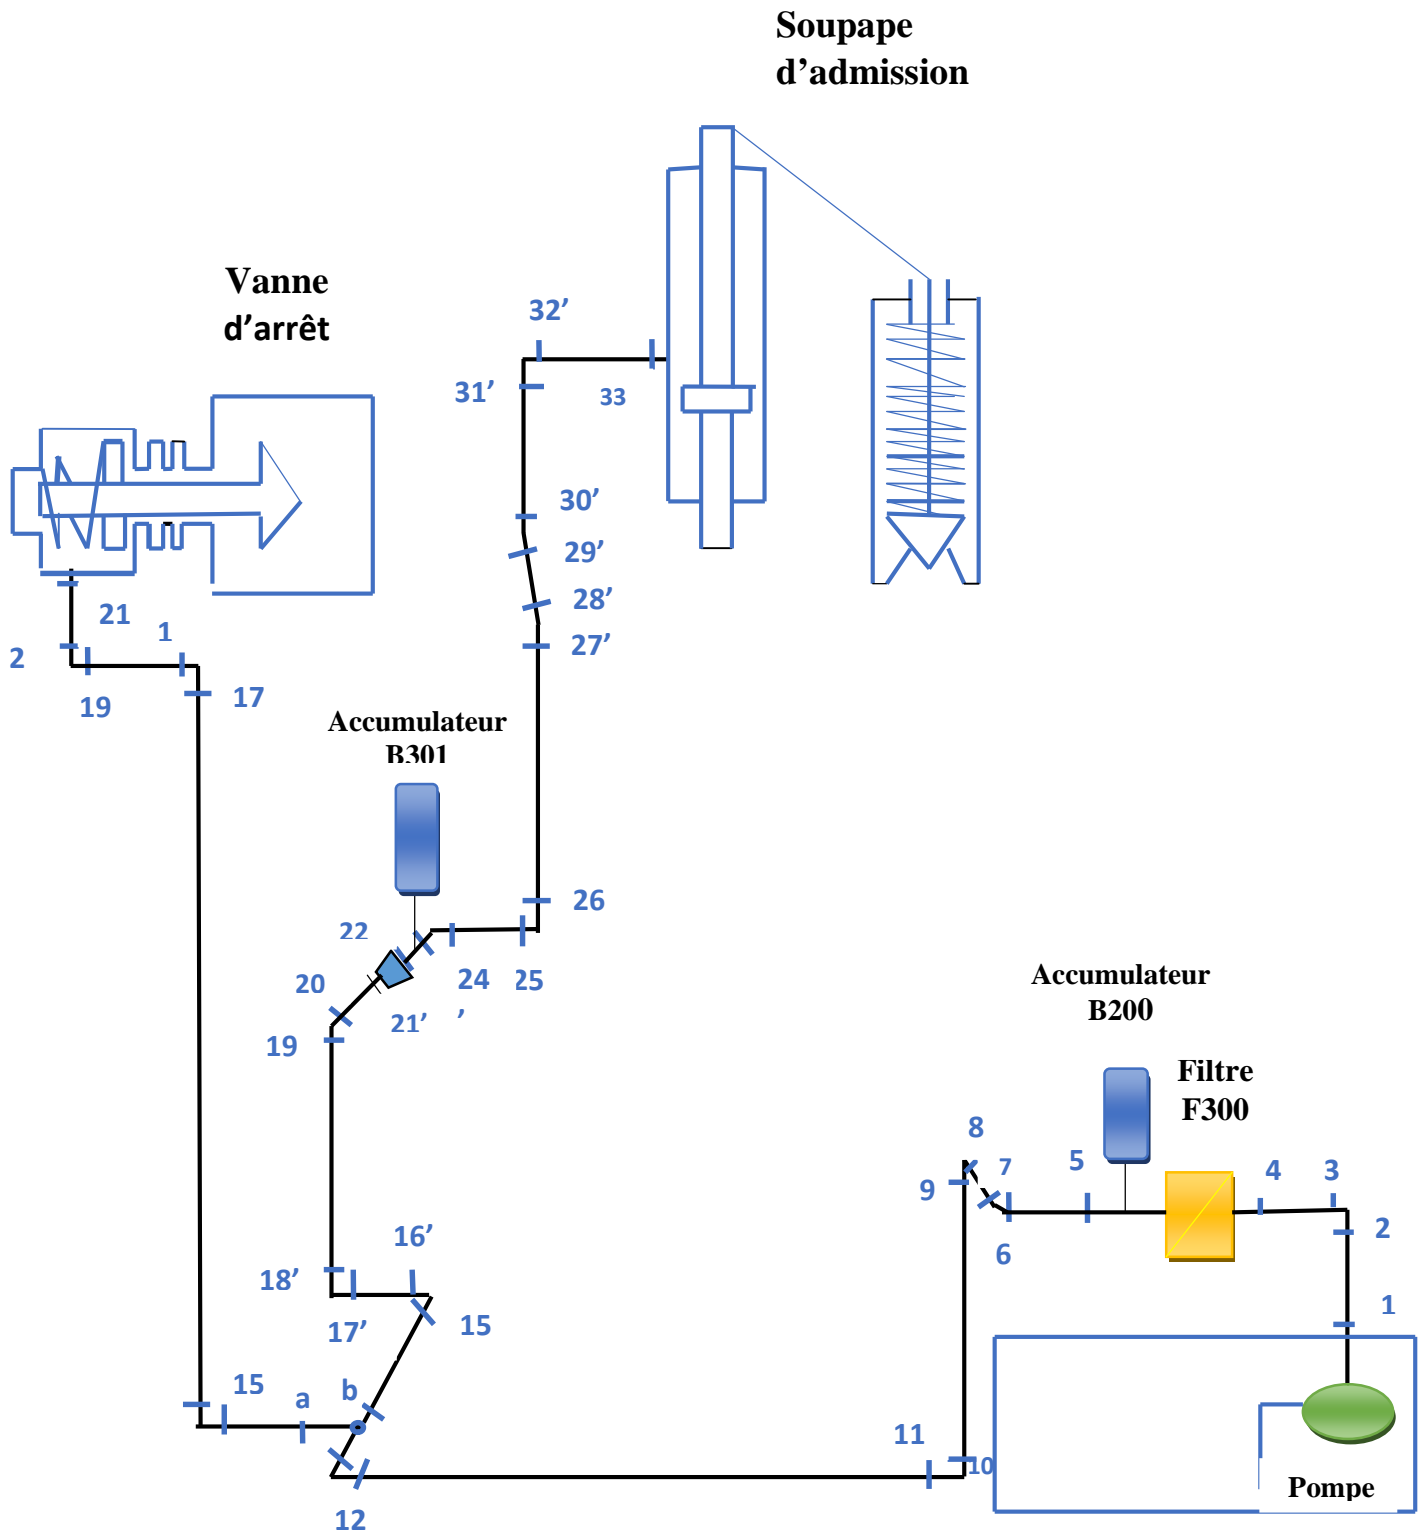 Soupape
d’admission
Vanne
d’arrêt
32’
31’
33
30’
29’
28’
27’
21
1
2
19
17
Accumulateur
B301
26
22
20
24
25
21’
’
19
Accumulateur
B200
Filtre
F300
8
7
5
4
3
9
2
6
16’
18’
1
17’
15
15
a
b
11
10
Pompe
12